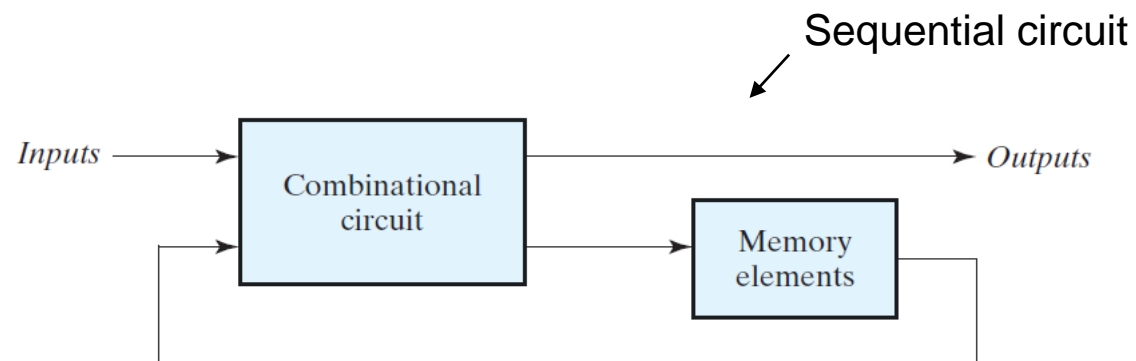 Sequential circuit
Inputs
Outputs
Combinational
circuit
Memory
elements